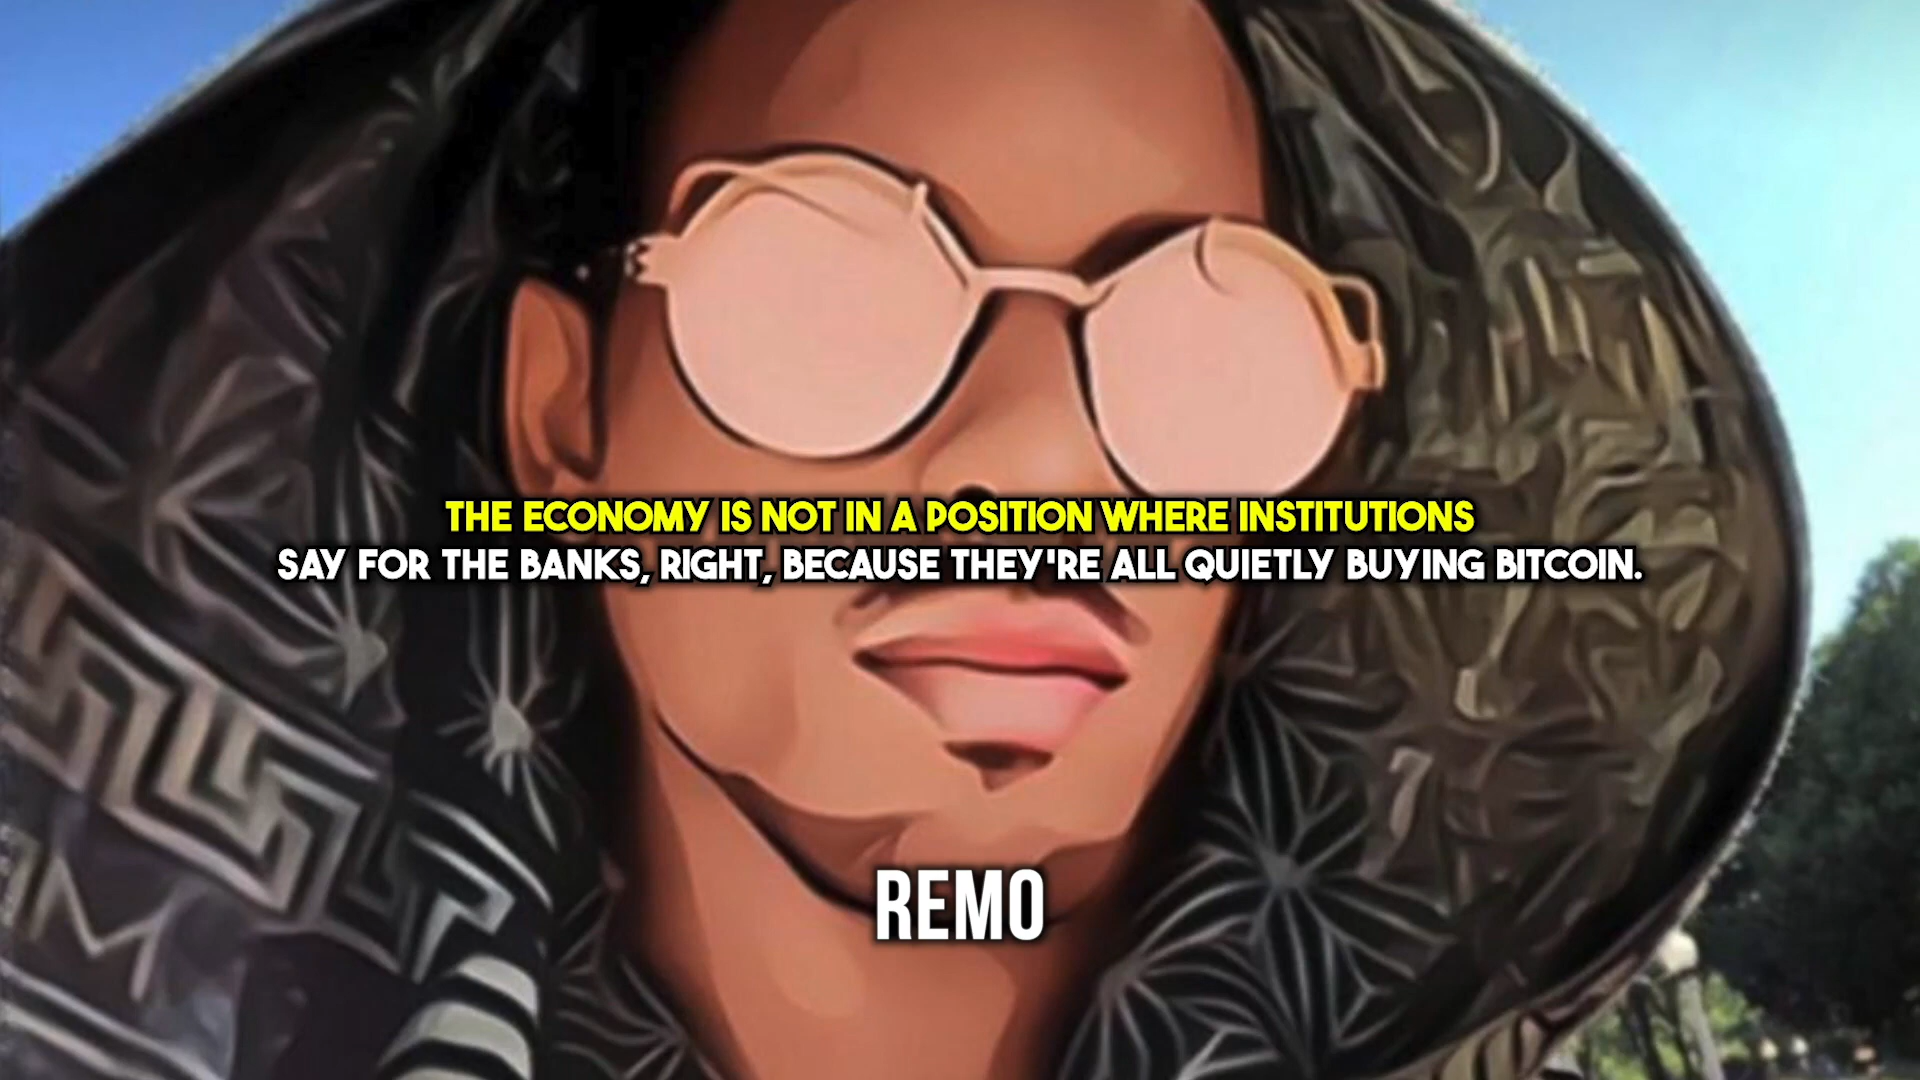 THE ECONOMY IS NOT IN A POSITION WHERE INSTITUTIONS
SAY FOR THE BANKS, RIGHT, BECAUSE THEY'RE ALL QUIETLY BUYING BITCOIN.
REMO